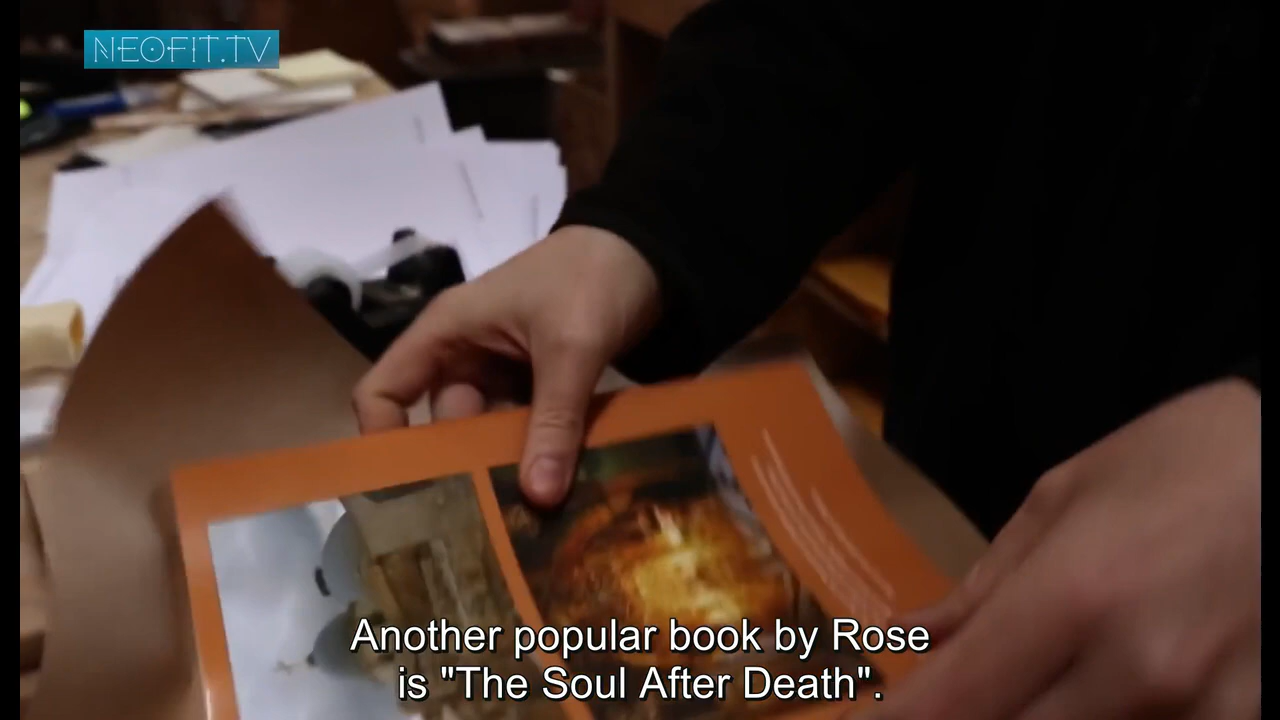 NEOFIT.TV
Another popular book by Rose
is "The Soul After Death".